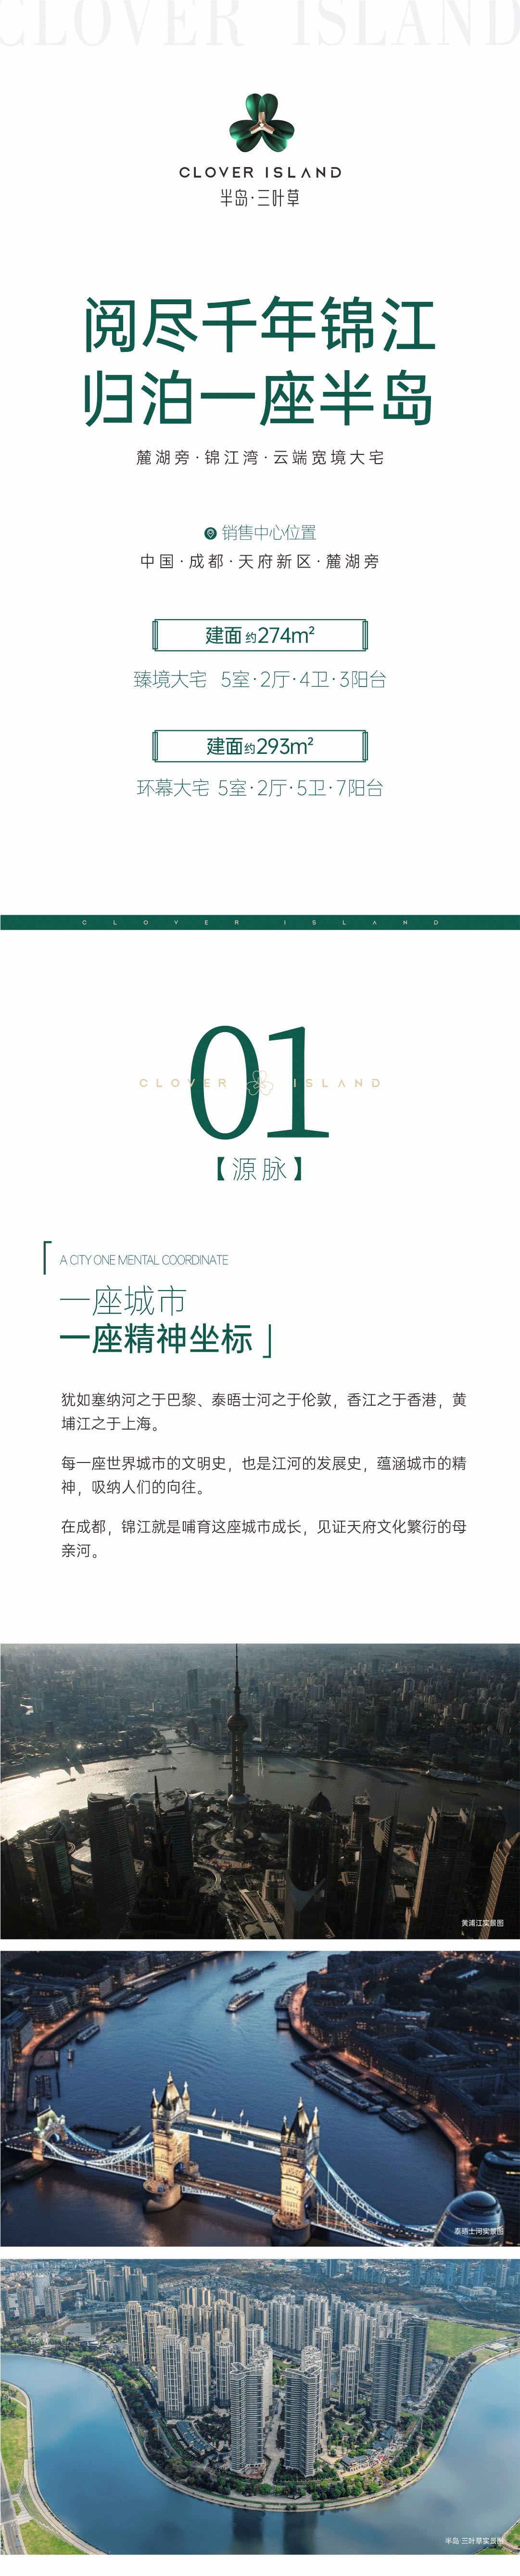 CLOVER ISLAND
CLOVER ISLAND
半岛·三叶草
阅尽千年锦江
归泊一座半岛
麓湖旁·锦江湾·云端宽境大宅
销售中心位置
中国·成都·天府新区·麓湖旁
建面约274m²
臻境大宅 5室·2厅·4卫·3阳台
建面约293m²
环幕大宅 5室·2厅·5卫·7阳台
CLOVER ISLAND
01
CLOVER ISLAND
【源脉】
A CITY ONE MENTAL COORDINATE
一座城市
一座精神坐标」
犹如塞纳河之于巴黎、泰晤士河之于伦敦，香江之于香港，黄
埔江之于上海。
每一座世界城市的文明史，也是江河的发展史，蕴涵城市的精
神，吸纳人们的向往。
在成都，锦江就是哺育这座城市成长，见证天府文化繁衍的母
亲河。
黄浦江实景图
泰晤士河实景图
半岛·三叶草实景图